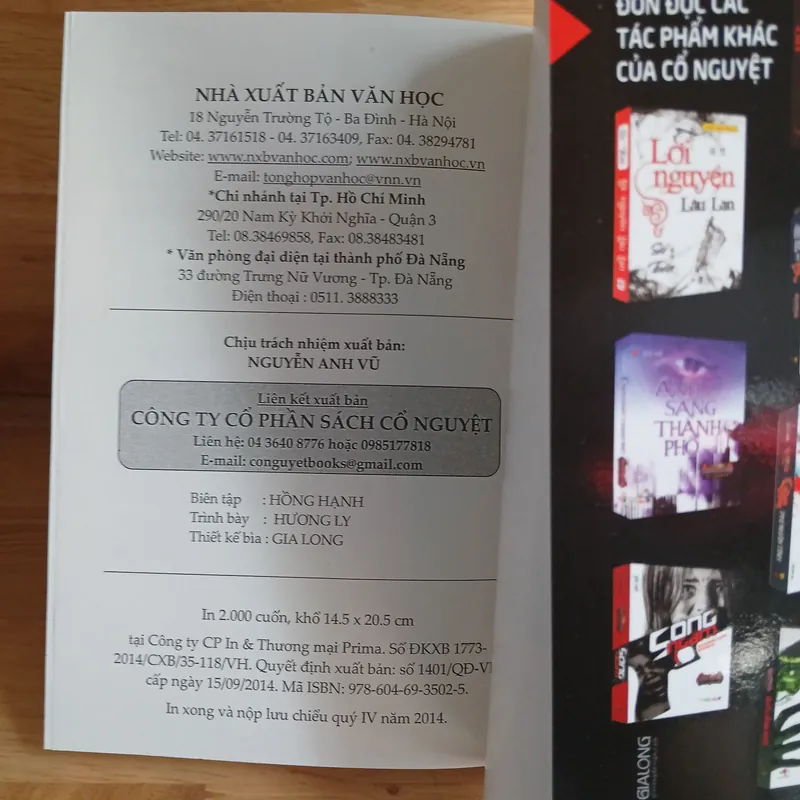 NHÀ XUẤT BẢN VĂN HỌC
18 Nguyễn Trường Tộ - Ba Đình - Hà Nội
Tel: 04. 37161518 - 04. 37163409, Fax: 04. 38294781
Website: www.nxbvanhoc.com; www.nxbvanhoc.vn
E-mail: tonghopvanhoc@vnn.vn
*Chi nhánh tại Tp. Hồ Chí Minh
290/20 Nam Kỳ Khởi Nghĩa - Quận 3
Tel: 08.38469858, Fax: 08.38483481
* Văn phòng đại diện tại thành phố Đà Nẵng
33 đường Trưng Nữ Vương - Tp. Đà Nẵng
Điện thoại : 0511. 3888333
Chịu trách nhiệm xuất bản:
NGUYỄN ANH VŨ
Liên kết xuất bản
CÔNG TY CỔ PHẦN SÁCH CỔ NGUYỆT
Liên hệ: 04 3640 8776 hoặc 0985177818
E-mail: conguyetbooks@gmail.com
Biên tập : HỒNG HẠNH
Trình bày : HƯƠNG LY
Thiết kế bìa : GIA LONG
In 2.000 cuốn, khổ 14.5 x 20.5 cm
tại Công ty CP In & Thương mại Prima. Số ĐKXB 1773-
2014/CXB/35-118/VH. Quyết định xuất bản: số 1401/QĐ-V
cấp ngày 15/09/2014. Mã ISBN: 978-604-69-3502-5.
In xong và nộp lưu chiểu quý IV năm 2014.
ĐÓN ĐỌC CÁC
TÁC PHẨM KHÁC
CỦA CỔ NGUYỆT
Lời
nguyền
Lâu Lan
SANG
THÀNH
PHỐ
Song
GIALONG